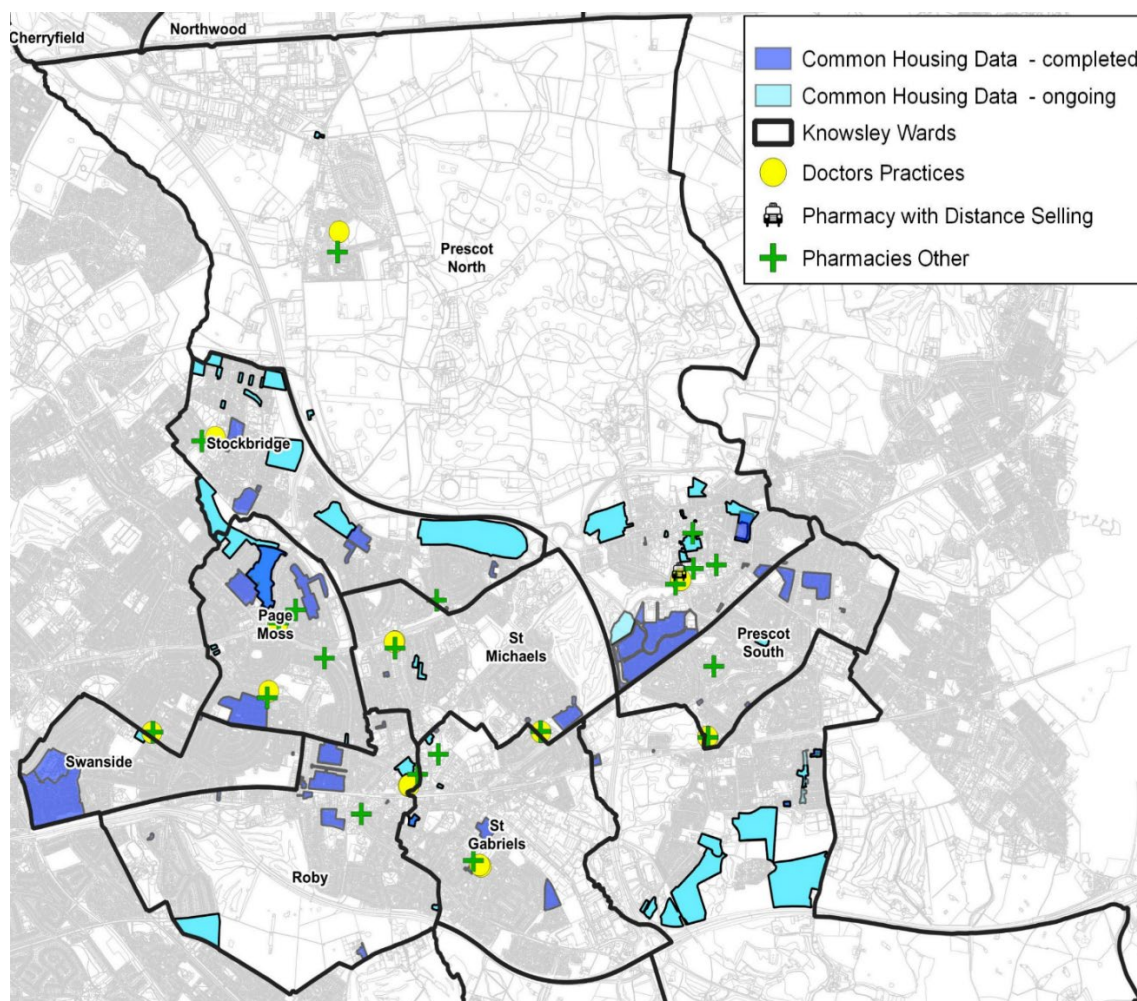 Cherryfield
Northwood
Common Housing Data - completed
Common Housing Data - ongoing
Knowsley Wards
Doctors Practices
Pharmacy with Distance Selling
Pharmacies Other
Prescot
North
Stockbridge
Page
Moss
St
Michaels
Prescot
South
Swanside
St
Gabriels
Roby